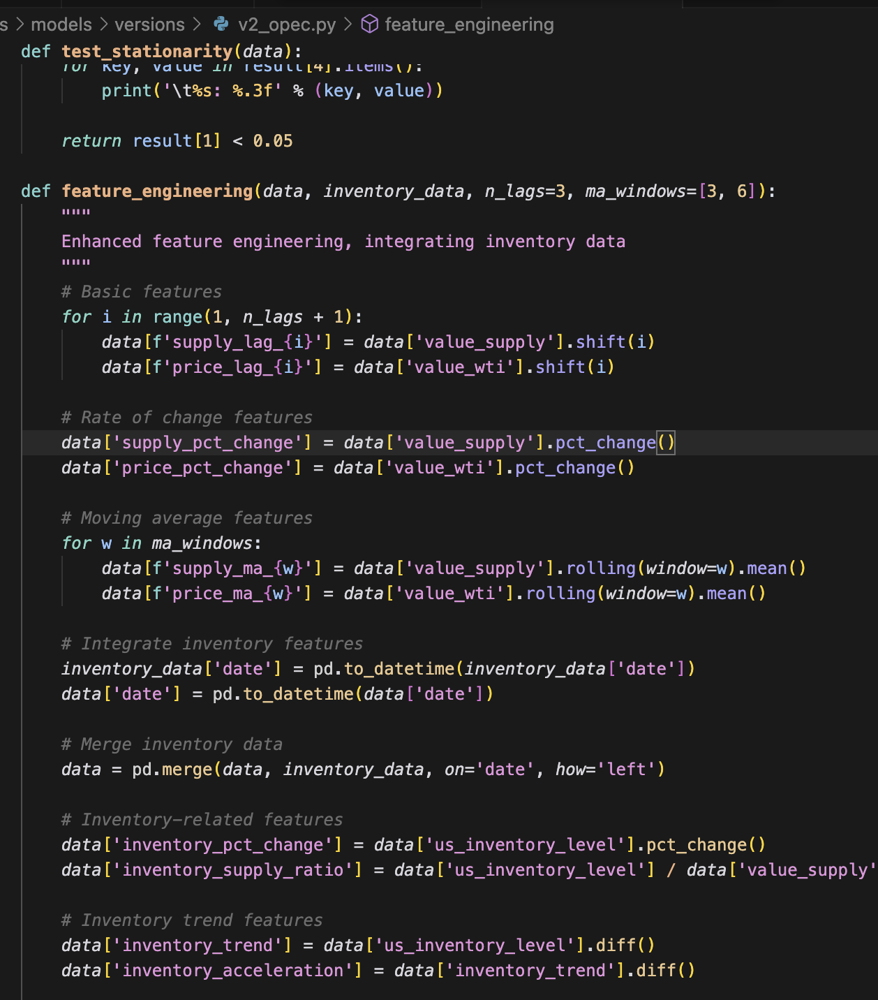 s > models > versions > v2_opec.py > feature_engineering
def test_stationarity(data):
for key, value in result[4].items():
print('\t%s: %.3f' % (key, value))
return result[1] < 0.05
def feature_engineering(data, inventory_data, n_lags=3, ma_windows=[3, 6]):
"""
Enhanced feature engineering, integrating inventory data
"""
# Basic features
for i in range(1, n_lags + 1):
data[f'supply_lag_{i}'] = data['value_supply'].shift(i)
data[f'price_lag_{i}'] = data['value_wti'].shift(i)
# Rate of change features
data['supply_pct_change'] = data['value_supply'].pct_change()
data['price_pct_change'] = data['value_wti'].pct_change()
# Moving average features
for w in ma_windows:
data[f'supply_ma_{w}'] = data['value_supply'].rolling(window=w).mean()
data[f'price_ma_{w}'] = data['value_wti'].rolling(window=w).mean()
# Integrate inventory features
inventory_data['date'] = pd.to_datetime(inventory_data['date'])
data['date'] = pd.to_datetime(data['date'])
# Merge inventory data
data = pd.merge(data, inventory_data, on='date', how='left')
# Inventory-related features
data['inventory_pct_change'] = data['us_inventory_level'].pct_change()
data['inventory_supply_ratio'] = data['us_inventory_level'] / data['value_supply'
# Inventory trend features
data['inventory_trend'] = data['us_inventory_level'].diff()
data['inventory_acceleration'] = data['inventory_trend'].diff()